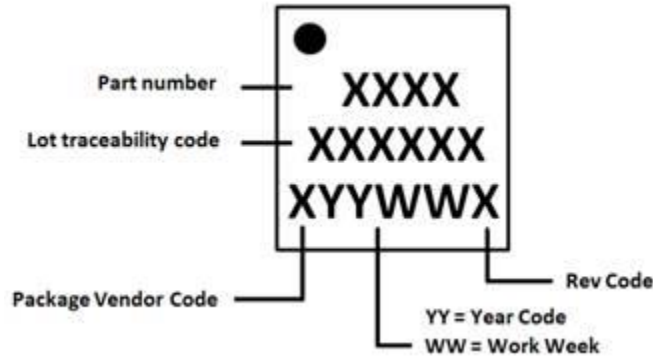 Part number
XXXX
Lot traceability code
XXXXXX
XYYWWX
Package Vendor Code
Rev Code
YY = Year Code
WW = Work Week